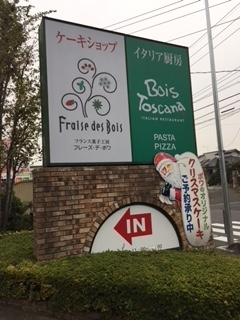 ケーキショップ
Fraise des Bois
フランス菓子工房
フレーズ・デ・ボワ
イタリア厨房
Bois
Toscana
ITALIAN RESTAURANT
PASTA
PIZZA
クリスマスケーキ
ご予約承り中
IN